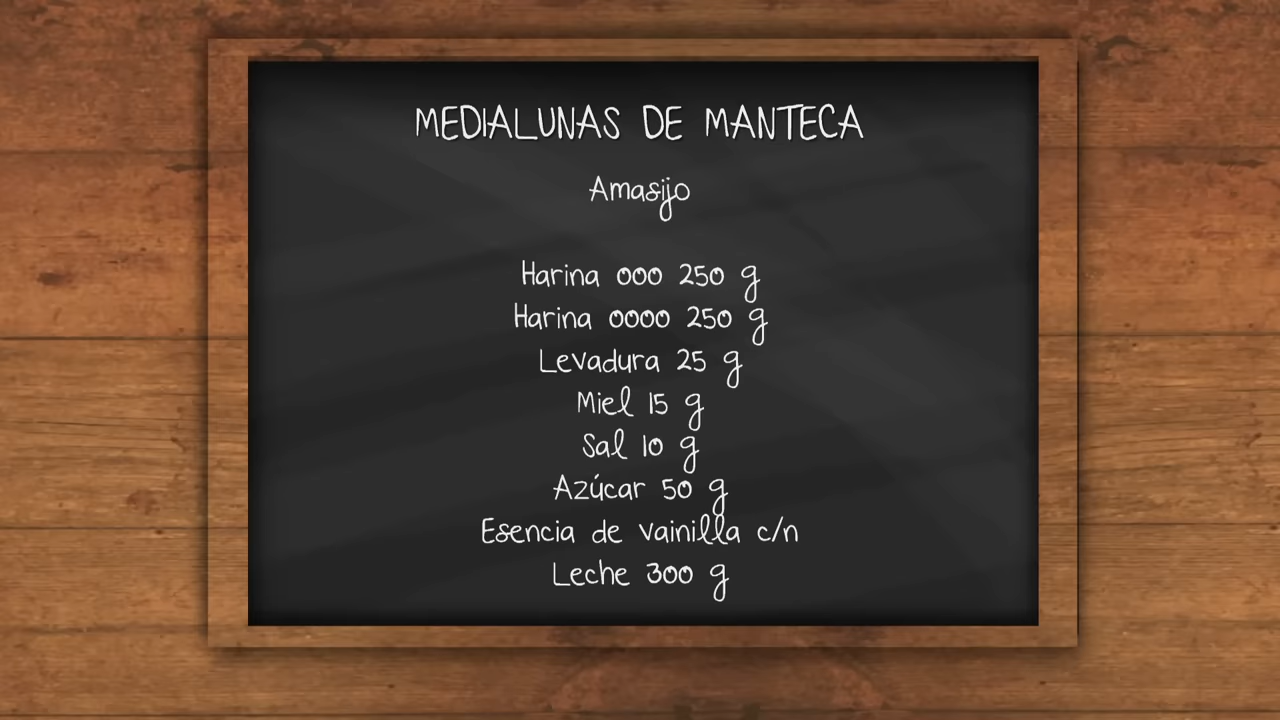 MEDIALUNAS DE MANTECA
Amasijo
Harina 000 250 g
Harina 0000 250 g
Levadura 25 g
Miel 15 g
Sal 10 g
Azúcar 50 g
Esencia de vainilla c/n
Leche 300 g